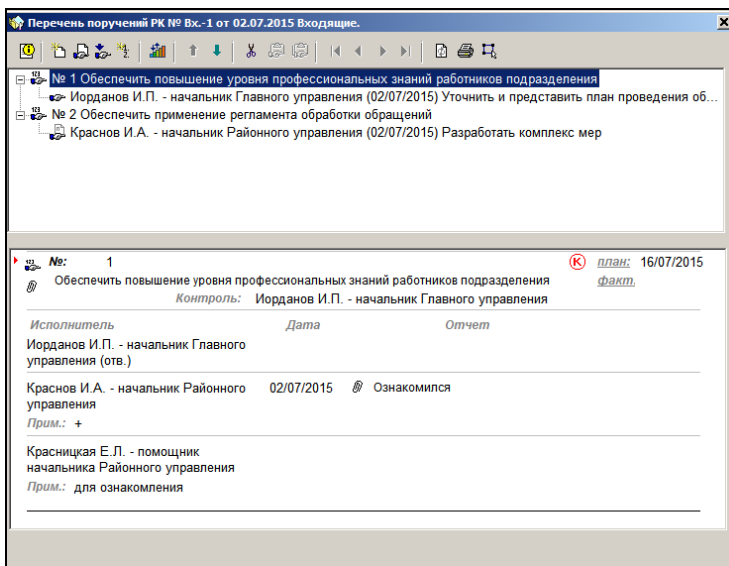 Перечень поручений РК № Вх.-1 от 02.07.2015 Входящие.
№ 1 Обеспечить повышение уровня профессиональных знаний работников подразделения
Иорданов И.П. - начальник Главного управления (02/07/2015) Уточнить и представить план проведения об...
№ 2 Обеспечить применение регламента обработки обращений
Краснов И.А. - начальник Районного управления (02/07/2015) Разработать комплекс мер
№: 1 К план: 16/07/2015
Обеспечить повышение уровня профессиональных знаний работников подразделения факт.
Контроль: Иорданов И.П. - начальник Главного управления
Исполнитель Дата Отчет
Иорданов И.П. - начальник Главного
управления (отв.)
Краснов И.А. - начальник Районного 02/07/2015 Ознакомился
управления
Прим.: +
Красницкая Е.Л. - помощник
начальника Районного управления
Прим.: для ознакомления